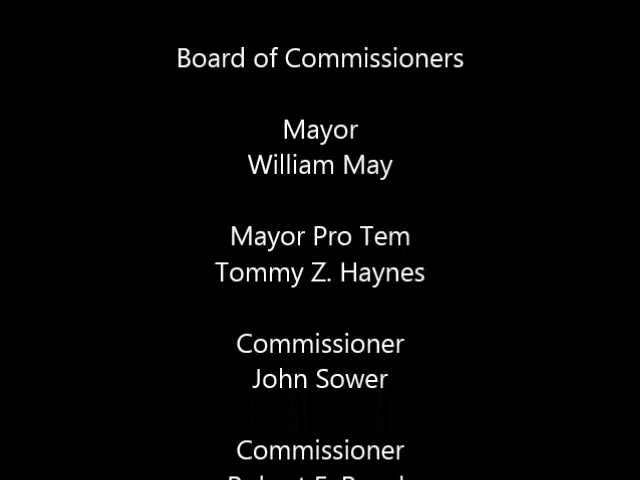 Board of Commissioners
Mayor
William May
Mayor Pro Tem
Tommy Z. Haynes
Commissioner
John Sower
Commissioner